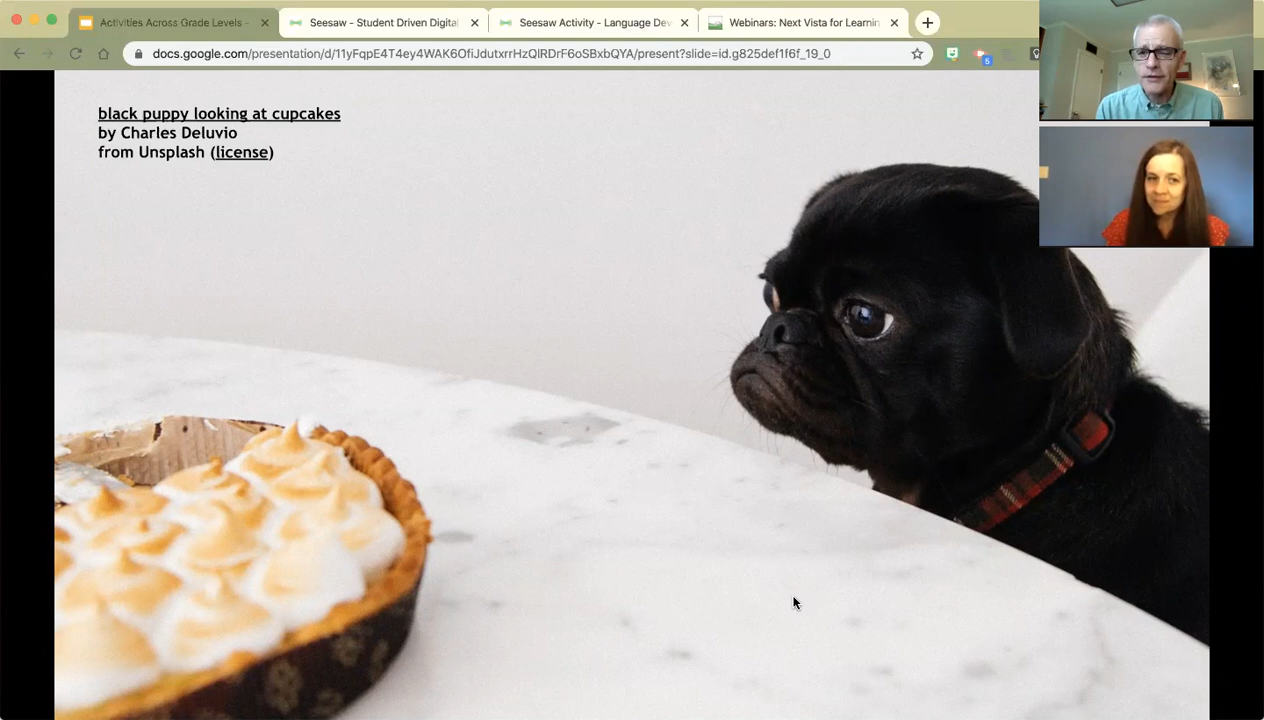 Activities Across Grade Levels -
Seesaw - Student Driven Digital
Seesaw Activity - Language Dev
Webinars: Next Vista for Learnin
docs.google.com/presentation/d/11yFqpE4T4ey4WAK6OfiJdutxrrHzQlRDrF6oSBxbQYA/present?slide=id.g825def1f6f_19_0
5
black puppy looking at cupcakes
by Charles Deluvio
from Unsplash (license)